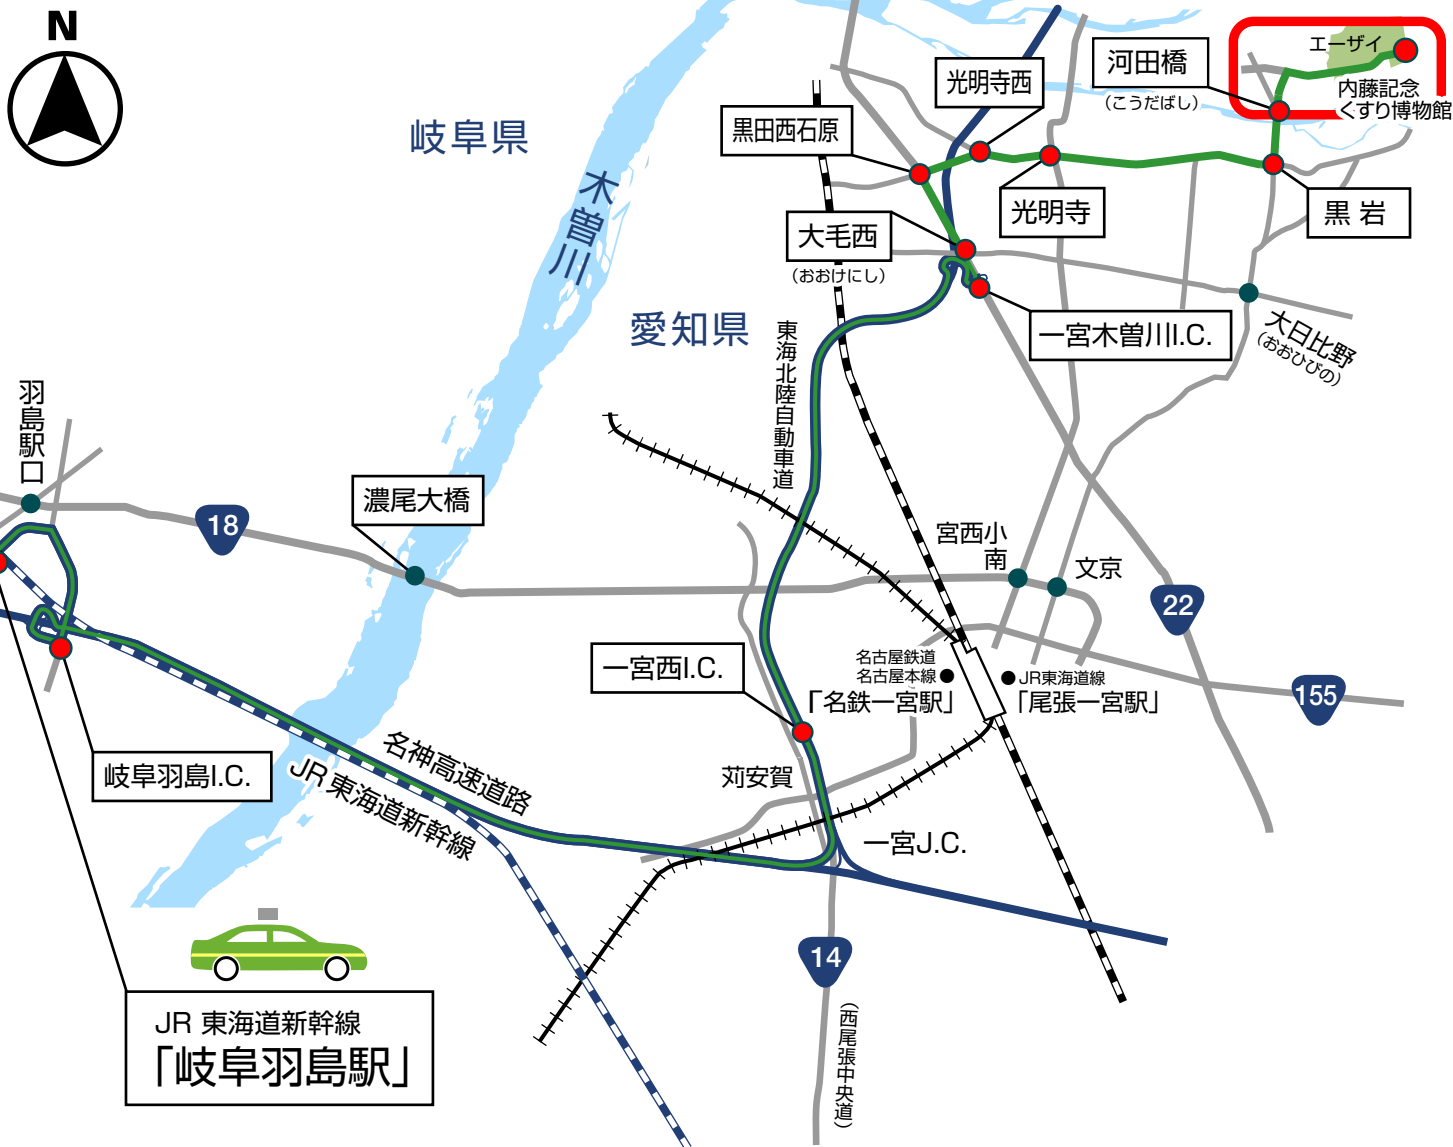 N
岐阜県
木曽川
愛知県
エーザイ
内藤記念
くすり博物館
河田橋
(こうだばし)
光明寺西
黒田西石原
光明寺
黒 岩
大毛西
(おおけにし)
一宮木曽川I.C.
大日比野
(おおひびの)
東海北陸自動車道
羽島駅口
濃尾大橋
18
宮西小
南
文京
22
一宮西I.C.
名古屋鉄道
名古屋本線
「名鉄一宮駅」
JR東海道線
「尾張一宮駅」
155
岐阜羽島I.C.
名神高速道路
JR東海道新幹線
苅安賀
一宮J.C.
14
(西尾張中央道)
JR 東海道新幹線
「岐阜羽島駅」